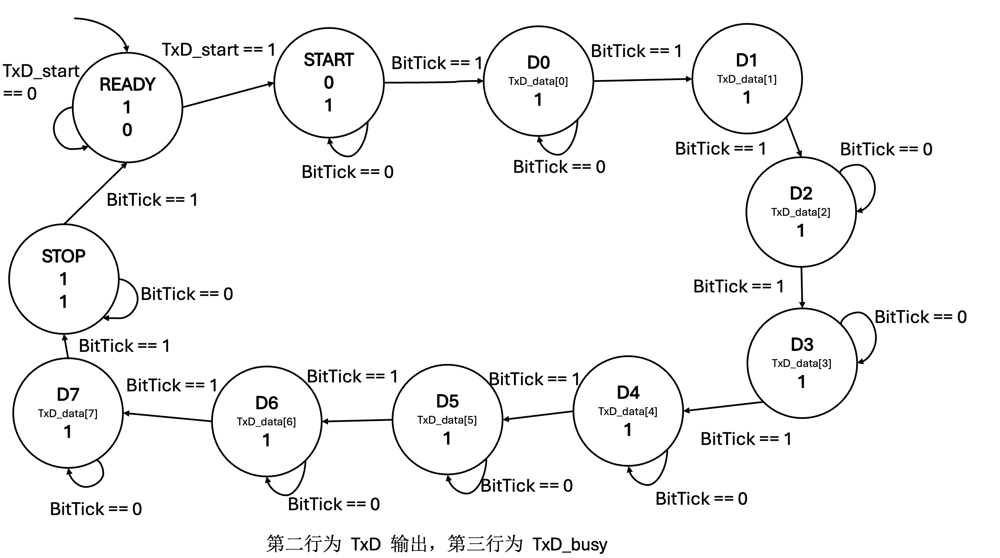 TxD_start == 0
READY
1
0
TxD_start == 1
START
0
1
BitTick == 0
BitTick == 1
D0
TxD_data[0]
1
BitTick == 0
BitTick == 1
D1
TxD_data[1]
1
BitTick == 1
D2
TxD_data[2]
1
BitTick == 0
BitTick == 1
D3
TxD_data[3]
1
BitTick == 0
BitTick == 1
D4
TxD_data[4]
1
BitTick == 0
BitTick == 1
D5
TxD_data[5]
1
BitTick == 0
BitTick == 1
D6
TxD_data[6]
1
BitTick == 0
BitTick == 1
D7
TxD_data[7]
1
BitTick == 0
BitTick == 1
STOP
1
1
BitTick == 0
BitTick == 1
第二行为 TxD 输出，第三行为 TxD_busy